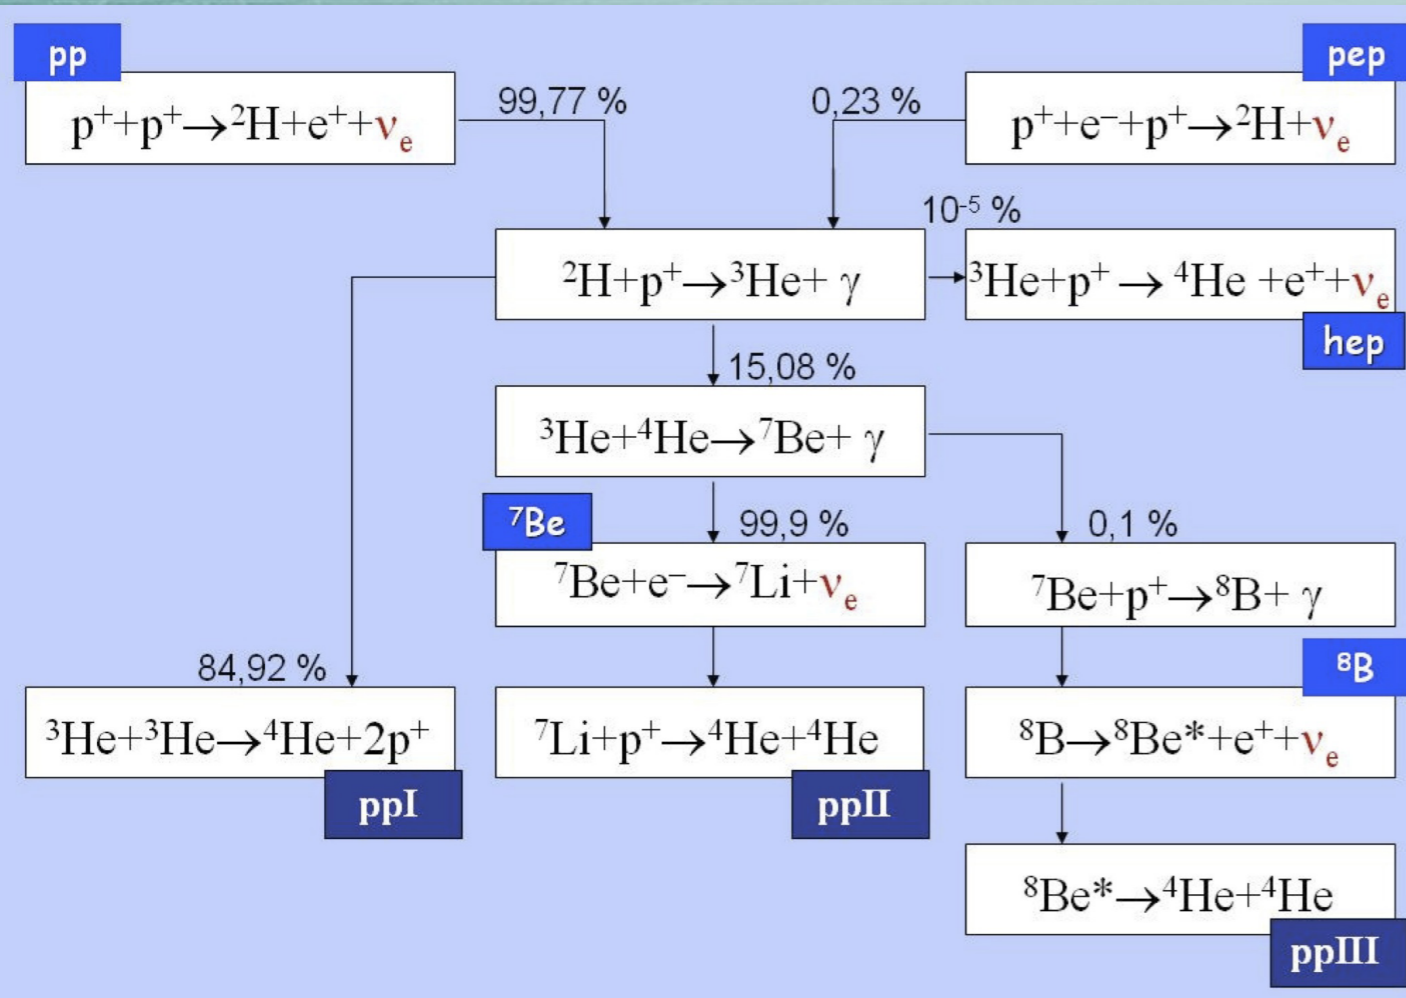 pp
p⁺+p⁺→²H+e⁺+νₑ
99,77 %
0,23 %
pep
p⁺+e⁻+p⁺→²H+νₑ
²H+p⁺→³He+ γ
10⁻⁵ %
³He+p⁺ → ⁴He +e⁺+νₑ
hep
15,08 %
³He+⁴He→⁷Be+ γ
⁷Be
99,9 %
⁷Be+e⁻→⁷Li+νₑ
0,1 %
⁷Be+p⁺→⁸B+ γ
84,92 %
³He+³He→⁴He+2p⁺
ppI
⁷Li+p⁺→⁴He+⁴He
ppII
⁸B
⁸B→⁸Be*+e⁺+νₑ
⁸Be*→⁴He+⁴He
ppIII